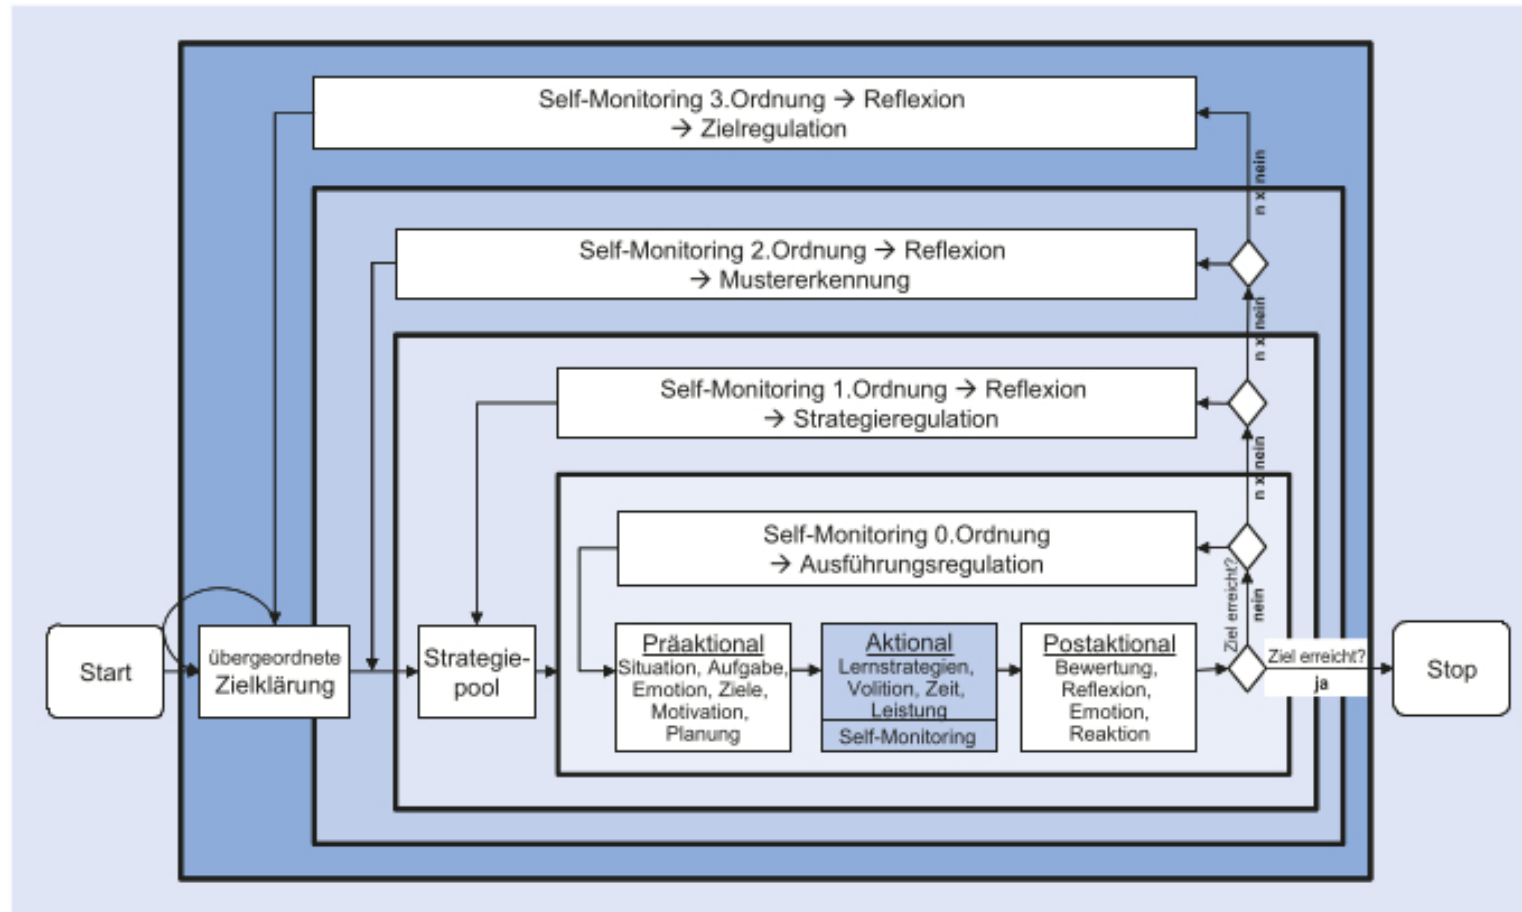 Self-Monitoring 3.Ordnung → Reflexion
→ Zielregulation
n x nein
Self-Monitoring 2.Ordnung → Reflexion
→ Mustererkennung
n x nein
Self-Monitoring 1.Ordnung → Reflexion
→ Strategieregulation
n x nein
Self-Monitoring 0.Ordnung
→ Ausführungsregulation
Ziel erreicht?
nein
Start
übergeordnete
Zielklärung
Strategie-
pool
Präaktional
Situation, Aufgabe,
Emotion, Ziele,
Motivation,
Planung
Aktional
Lernstrategien,
Volition, Zeit,
Leistung
Self-Monitoring
Postaktional
Bewertung,
Reflexion,
Emotion,
Reaktion
Ziel erreicht?
ja
Stop